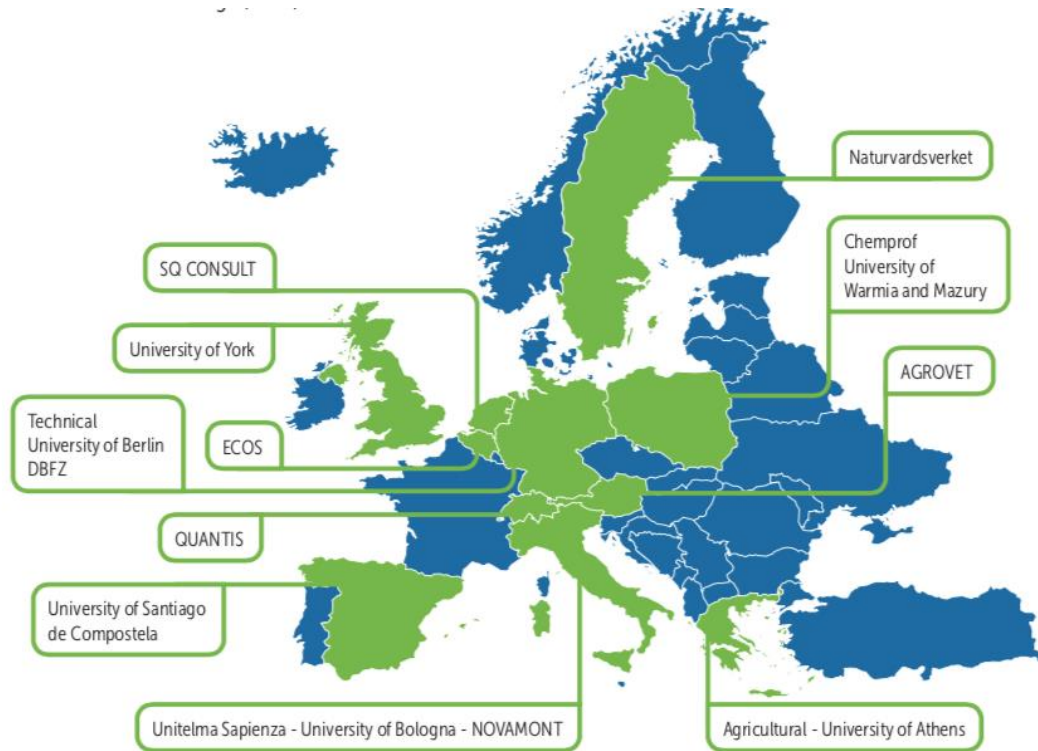 Naturvardsverket
Chemprof
University of
Warmia and Mazury
SQ CONSULT
University of York
AGROVET
Technical
University of Berlin
DBFZ
ECOS
QUANTIS
University of Santiago
de Compostela
Unitelma Sapienza - University of Bologna - NOVAMONT
Agricultural - University of Athens